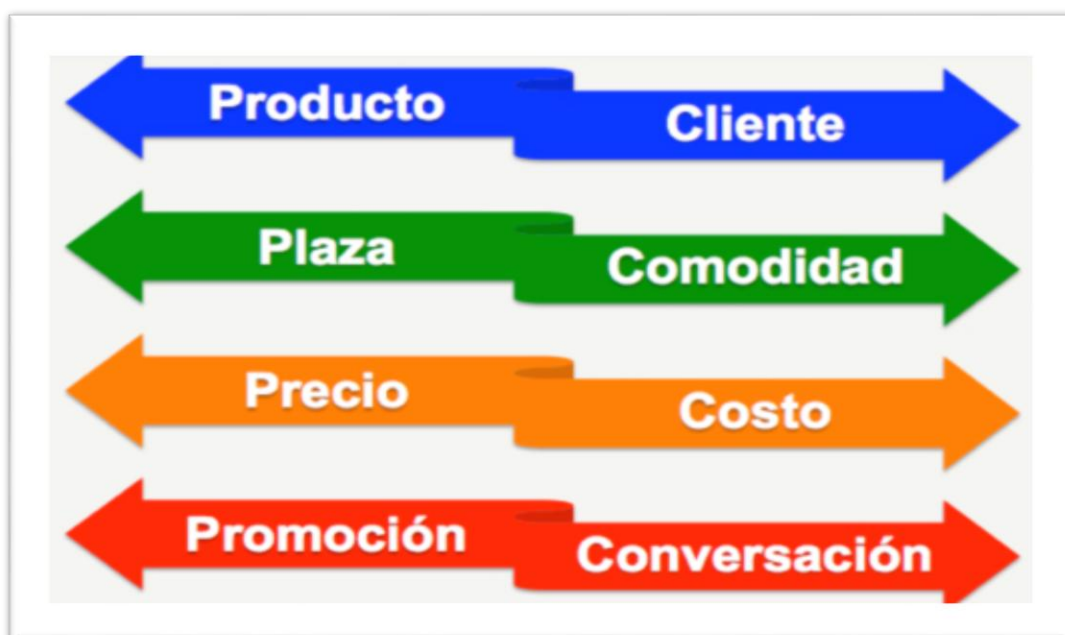 Producto
Cliente
Plaza
Comodidad
Precio
Costo
Promoción
Conversación